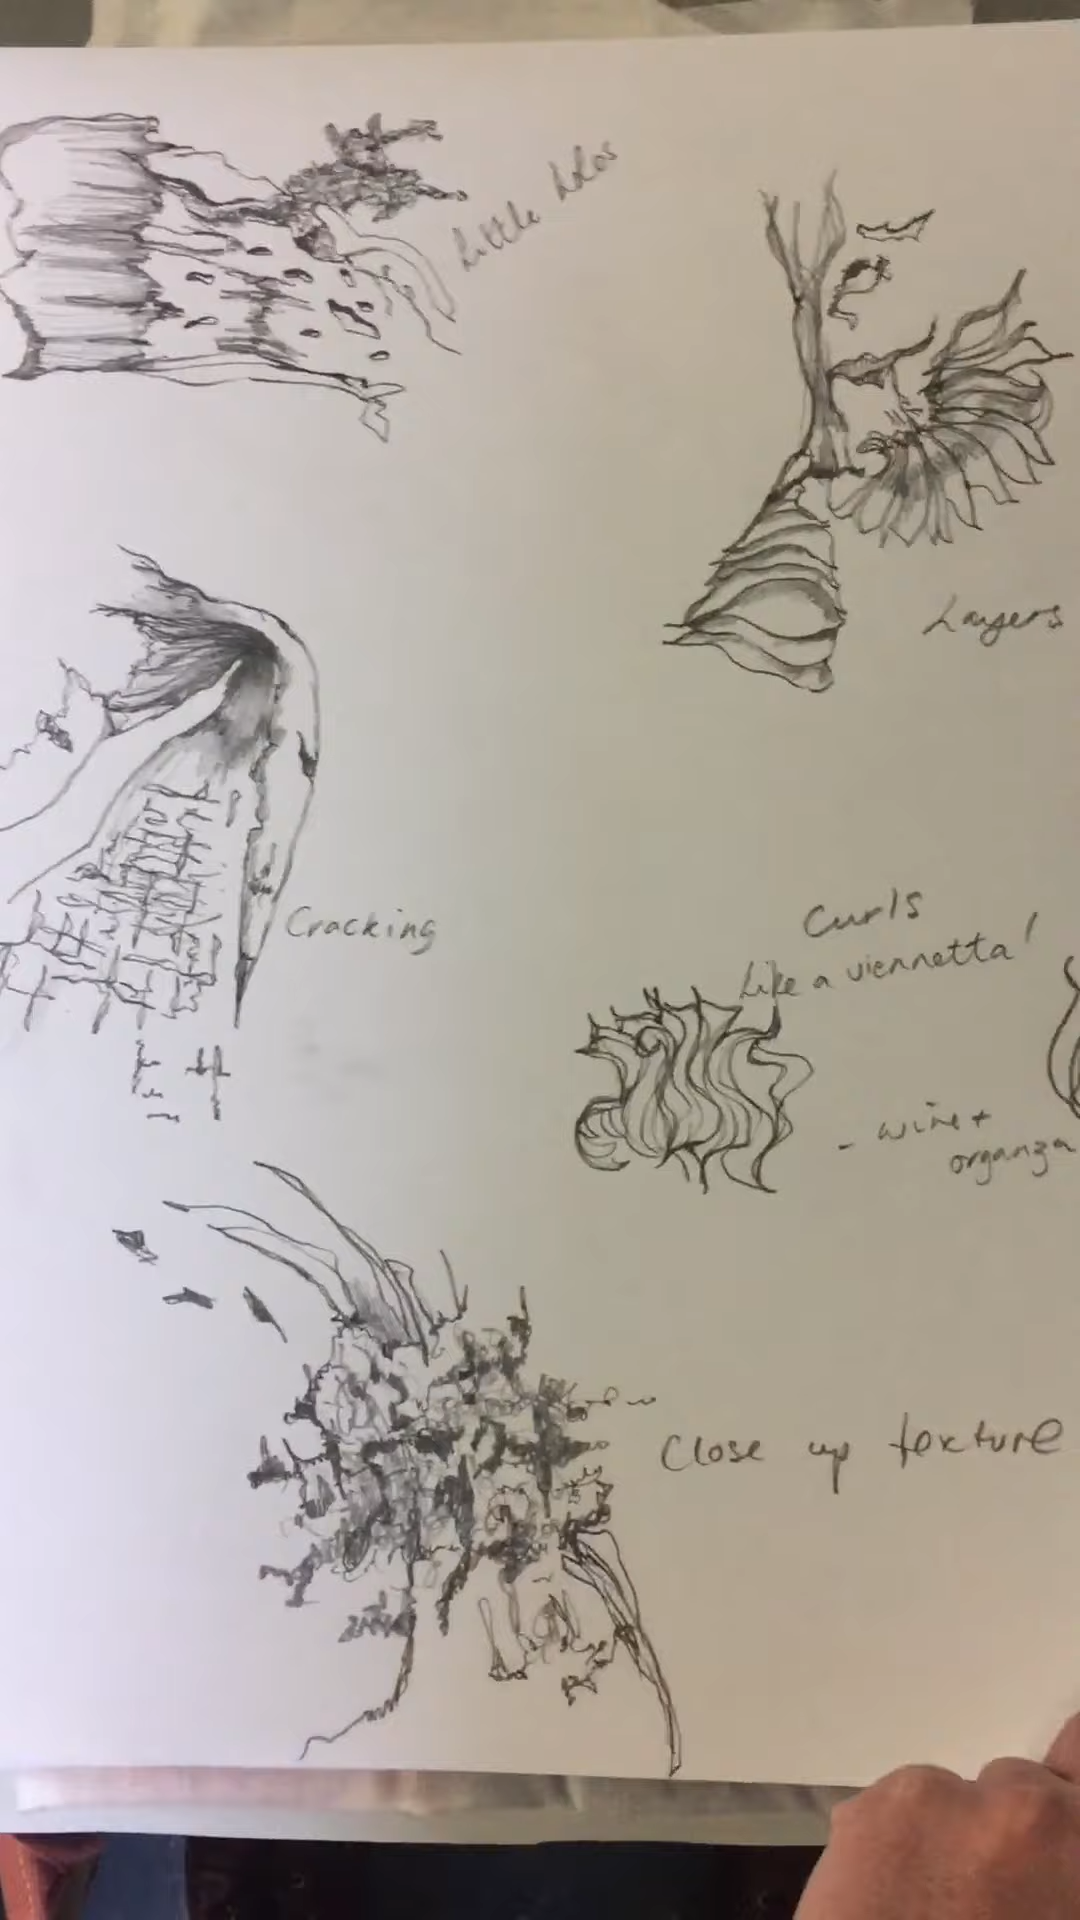 Little holes
Layers
Cracking
Curls
Like a viennetta!
- wire +
organza
Close up texture